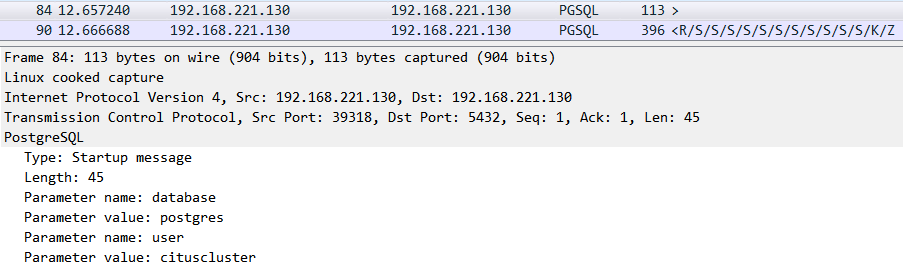 84 12.657240 192.168.221.130 192.168.221.130 PGSQL 113 >
90 12.666688 192.168.221.130 192.168.221.130 PGSQL 396 <R/S/S/S/S/S/S/S/S/S/S/S/K/Z
Frame 84: 113 bytes on wire (904 bits), 113 bytes captured (904 bits)
Linux cooked capture
Internet Protocol Version 4, Src: 192.168.221.130, Dst: 192.168.221.130
Transmission Control Protocol, Src Port: 39318, Dst Port: 5432, Seq: 1, Ack: 1, Len: 45
PostgreSQL
Type: Startup message
Length: 45
Parameter name: database
Parameter value: postgres
Parameter name: user
Parameter value: cituscluster